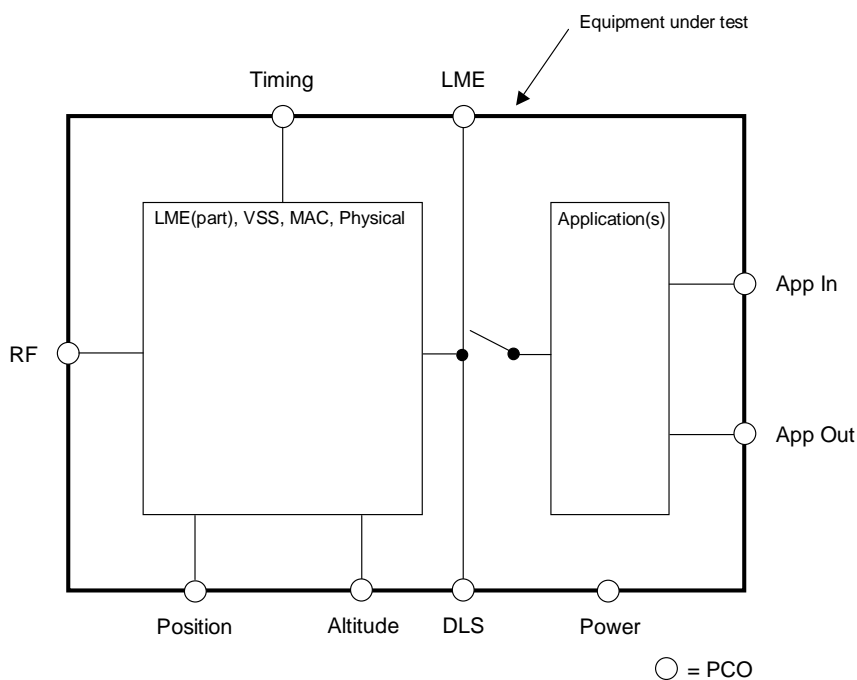 Equipment under test
Timing
LME
LME(part), VSS, MAC, Physical
Application(s)
App In
RF
App Out
Position
Altitude
DLS
Power
= PCO